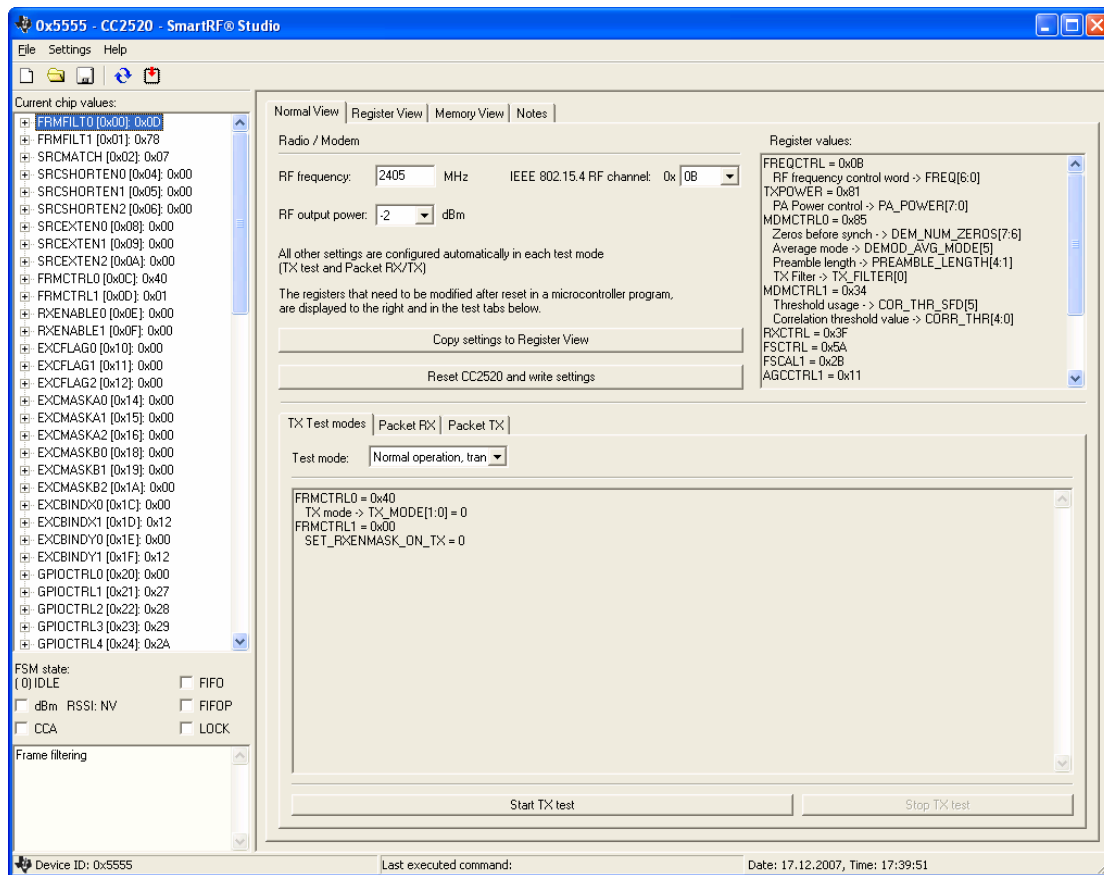 0x5555 - CC2520 - SmartRF® Studio
File Settings Help
Current chip values:
FRMFILT0 [0x00]: 0x0D
FRMFILT1 [0x01]: 0x78
SRCMATCH [0x02]: 0x07
SRCSHORTEN0 [0x04]: 0x00
SRCSHORTEN1 [0x05]: 0x00
SRCSHORTEN2 [0x06]: 0x00
SRCEXTEN0 [0x08]: 0x00
SRCEXTEN1 [0x09]: 0x00
SRCEXTEN2 [0x0A]: 0x00
FRMCTRL0 [0x0C]: 0x40
FRMCTRL1 [0x0D]: 0x01
RXENABLE0 [0x0E]: 0x00
RXENABLE1 [0x0F]: 0x00
EXCFLAG0 [0x10]: 0x00
EXCFLAG1 [0x11]: 0x00
EXCFLAG2 [0x12]: 0x00
EXCMASKA0 [0x14]: 0x00
EXCMASKA1 [0x15]: 0x00
EXCMASKA2 [0x16]: 0x00
EXCMASKB0 [0x18]: 0x00
EXCMASKB1 [0x19]: 0x00
EXCMASKB2 [0x1A]: 0x00
EXCBINDX0 [0x1C]: 0x00
EXCBINDX1 [0x1D]: 0x12
EXCBINDY0 [0x1E]: 0x00
EXCBINDY1 [0x1F]: 0x12
GPIOCTRL0 [0x20]: 0x00
GPIOCTRL1 [0x21]: 0x27
GPIOCTRL2 [0x22]: 0x28
GPIOCTRL3 [0x23]: 0x29
GPIOCTRL4 [0x24]: 0x2A
FSM state:
( 0) IDLE
FIFO
dBm RSSI: NV
FIFOP
CCA
LOCK
Frame filtering
Normal View Register View Memory View Notes
Radio / Modem
RF frequency: 2405 MHz IEEE 802.15.4 RF channel: 0x 0B
RF output power: -2 dBm
All other settings are configured automatically in each test mode
(TX test and Packet RX/TX)
The registers that need to be modified after reset in a microcontroller program,
are displayed to the right and in the test tabs below.
Copy settings to Register View
Reset CC2520 and write settings
Register values:
FREQCTRL = 0x0B
RF frequency control word -> FREQ[6:0]
TXPOWER = 0x81
PA Power control -> PA_POWER[7:0]
MDMCTRL0 = 0x85
Zeros before synch -> DEM_NUM_ZEROS[7:6]
Average mode -> DEMOD_AVG_MODE[5]
Preamble length -> PREAMBLE_LENGTH[4:1]
TX Filter -> TX_FILTER[0]
MDMCTRL1 = 0x34
Threshold usage -> COR_THR_SFD[5]
Correlation threshold value -> CORR_THR[4:0]
RXCTRL = 0x3F
FSCTRL = 0x5A
FSCAL1 = 0x2B
AGCCTRL1 = 0x11
TX Test modes Packet RX Packet TX
Test mode: Normal operation, tran
FRMCTRL0 = 0x40
TX mode -> TX_MODE[1:0] = 0
FRMCTRL1 = 0x00
SET_RXENMASK_ON_TX = 0
Start TX test
Stop TX test
Device ID: 0x5555
Last executed command:
Date: 17.12.2007, Time: 17:39:51